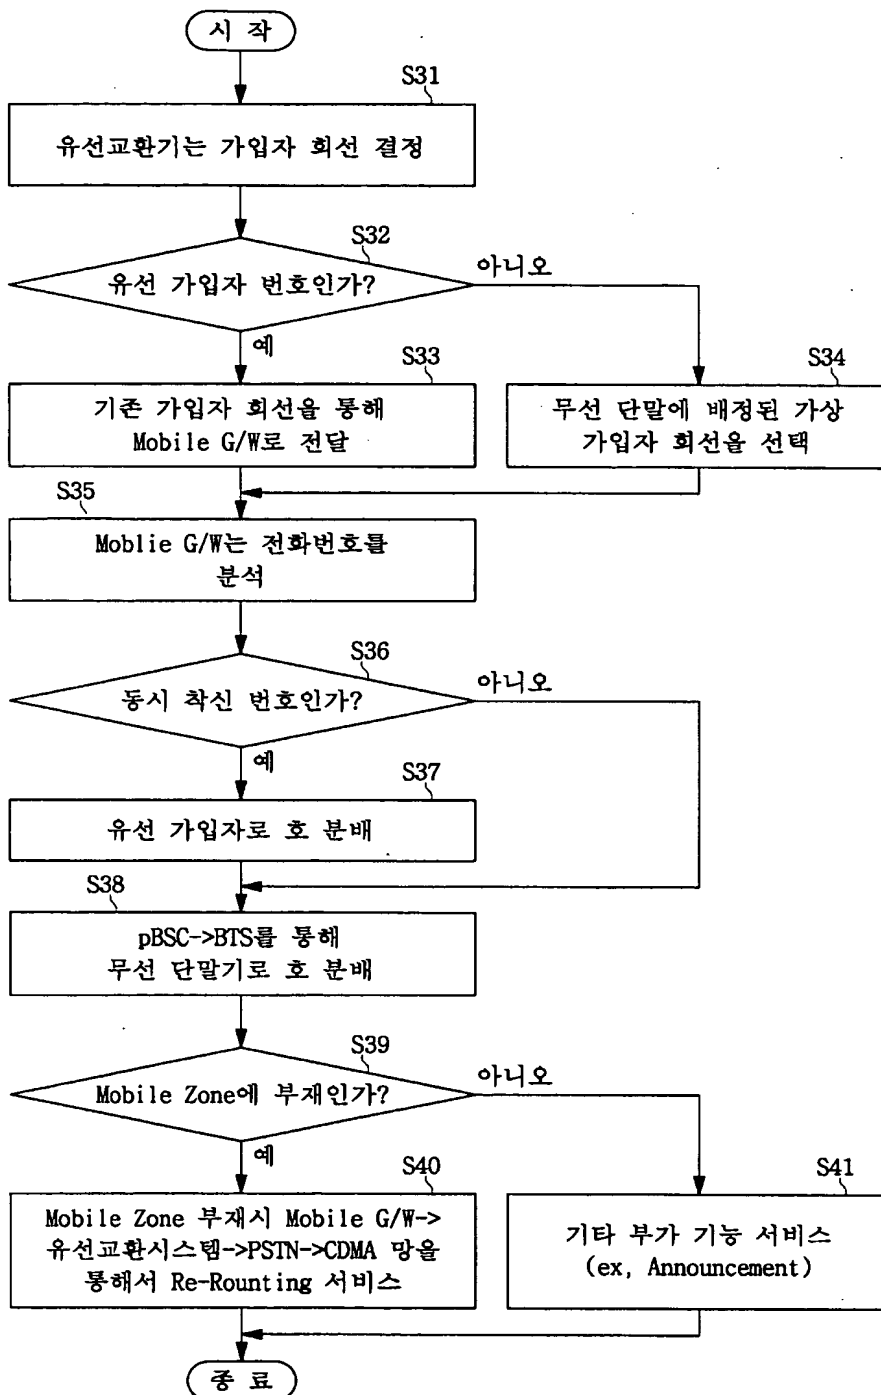 시 작
S31
유선교환기는 가입자 회선 결정
S32
유선 가입자 번호인가?
아니오
예
S33
기존 가입자 회선을 통해
Mobile G/W로 전달
S34
무선 단말에 배정된 가상
가입자 회선을 선택
S35
Moblie G/W는 전화번호를
분석
S36
동시 착신 번호인가?
아니오
예
S37
유선 가입자로 호 분배
S38
pBSC->BTS를 통해
무선 단말기로 호 분배
S39
Mobile Zone에 부재인가?
아니오
예
S40
Mobile Zone 부재시 Mobile G/W->
유선교환시스템->PSTN->CDMA 망을
통해서 Re-Rounting 서비스
S41
기타 부가 기능 서비스
(ex, Announcement)
종 료